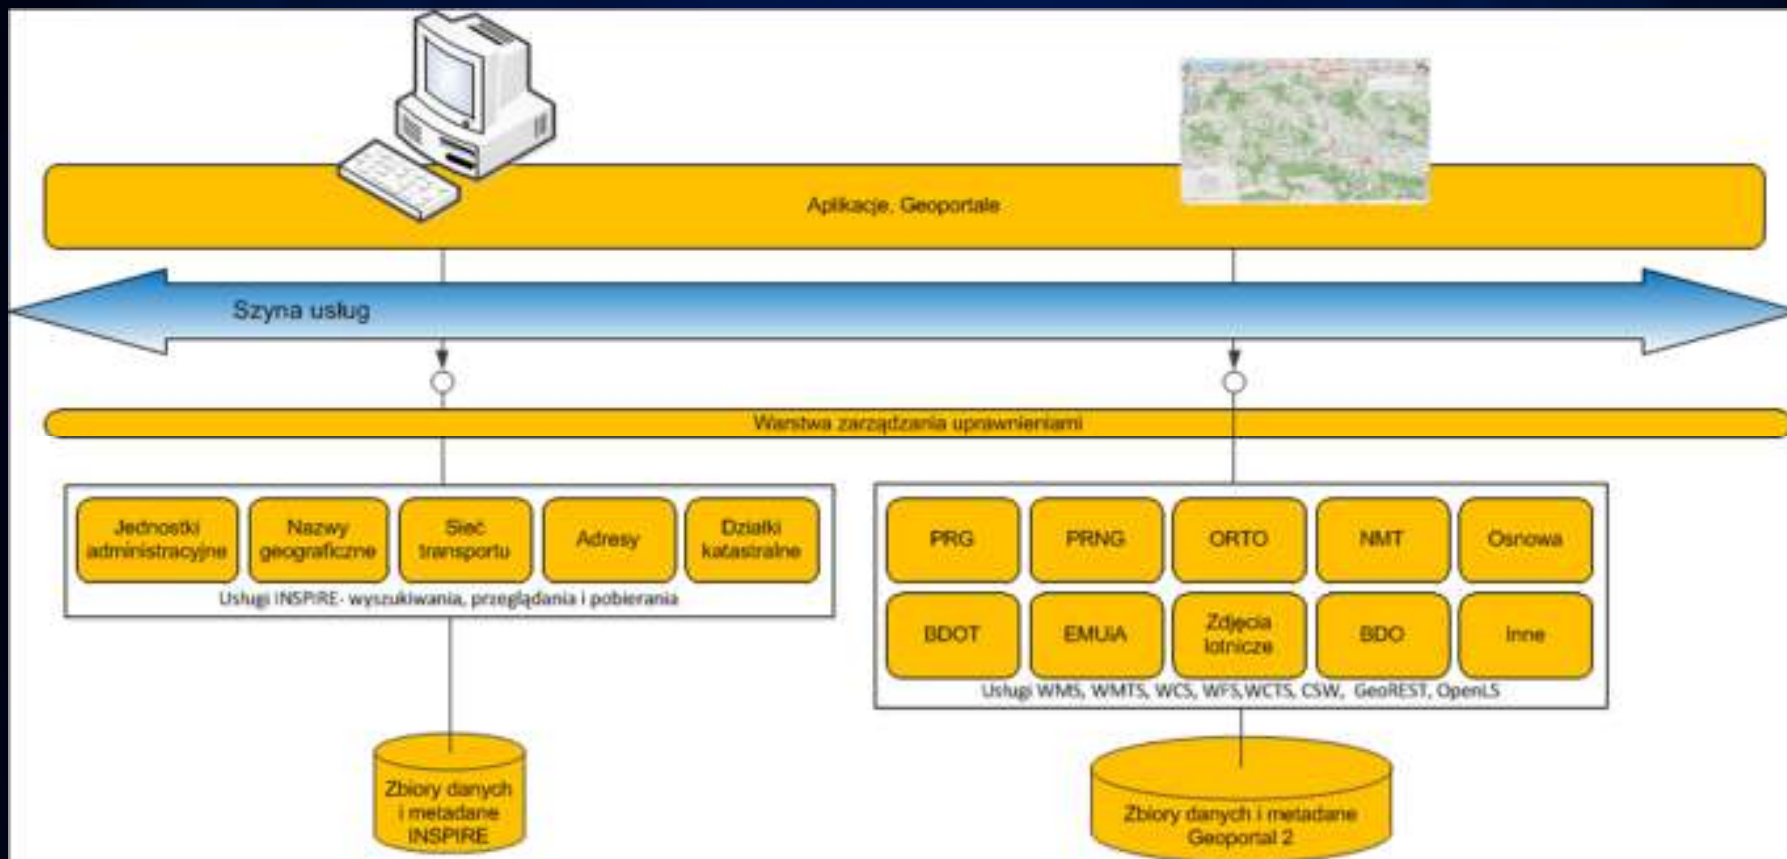 Aplikacje, Geoportale
Szyna usług
Warstwa zarządzania uprawnieniami
Jednostki
administracyjne
Nazwy
geograficzne
Sieć
transportu
Adresy
Działki
katastralne
Usługi INSPIRE- wyszukiwania, przeglądania i pobierania
PRG
PRNG
ORTO
NMT
Osnowa
BDOT
EMUiA
Zdjęcia
lotnicze
BDO
Inne
Usługi WMS, WMTS, WCS, WFS,WCTS, CSW, GeoREST, OpenLS
Zbiory danych
i metadane
INSPIRE
Zbiory danych i metadane
Geoportal 2